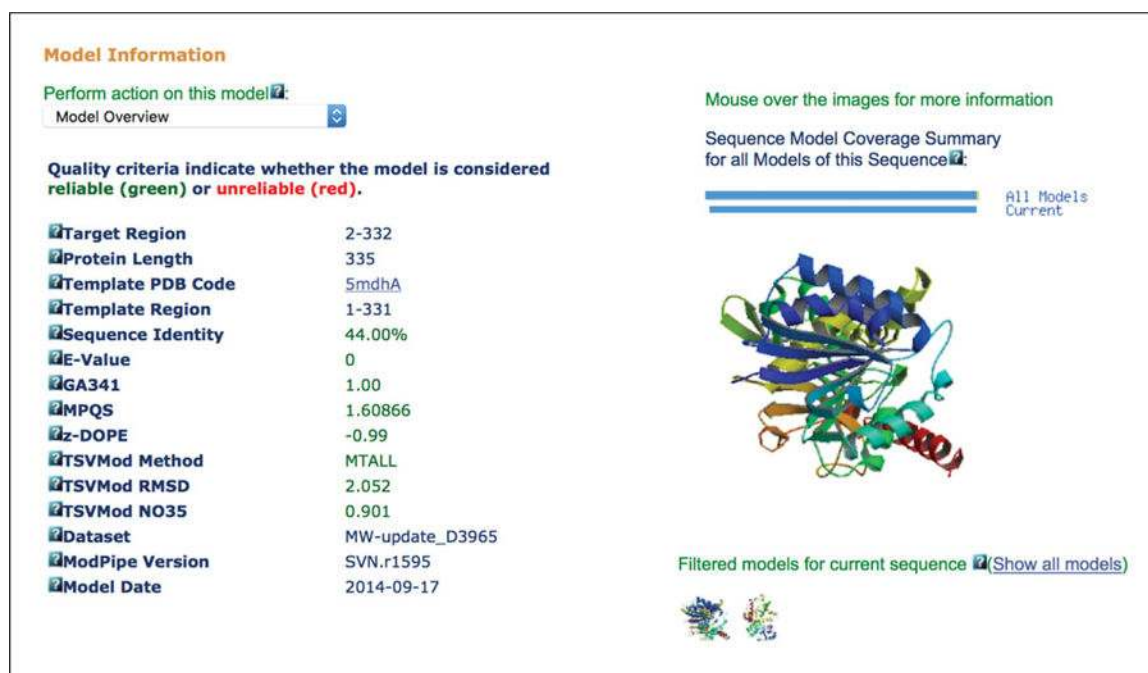 Model Information
Perform action on this model?:
Model Overview
Quality criteria indicate whether the model is considered
reliable (green) or unreliable (red).
?Target Region 2-332
?Protein Length 335
?Template PDB Code 5mdhA
?Template Region 1-331
?Sequence Identity 44.00%
?E-Value 0
?GA341 1.00
?MPQS 1.60866
?z-DOPE -0.99
?TSVMod Method MTALL
?TSVMod RMSD 2.052
?TSVMod NO35 0.901
?Dataset MW-update_D3965
?ModPipe Version SVN.r1595
?Model Date 2014-09-17
Mouse over the images for more information
Sequence Model Coverage Summary
for all Models of this Sequence?:
All Models
Current
Filtered models for current sequence ?(Show all models)